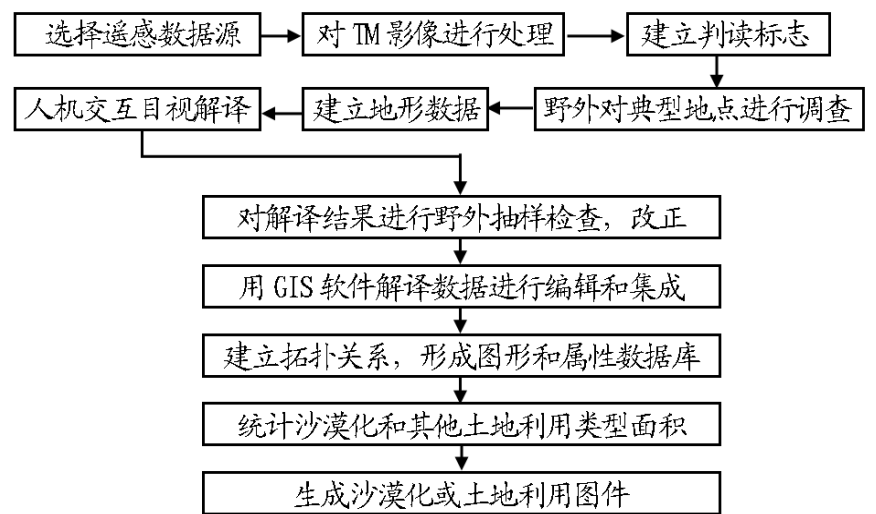 选择遥感数据源
对TM影像进行处理
建立判读标志
野外对典型地点进行调查
建立地形数据
人机交互目视解译
对解译结果进行野外抽样检查，改正
用GIS软件解译数据进行编辑和集成
建立拓扑关系，形成图形和属性数据库
统计沙漠化和其他土地利用类型面积
生成沙漠化或土地利用图件